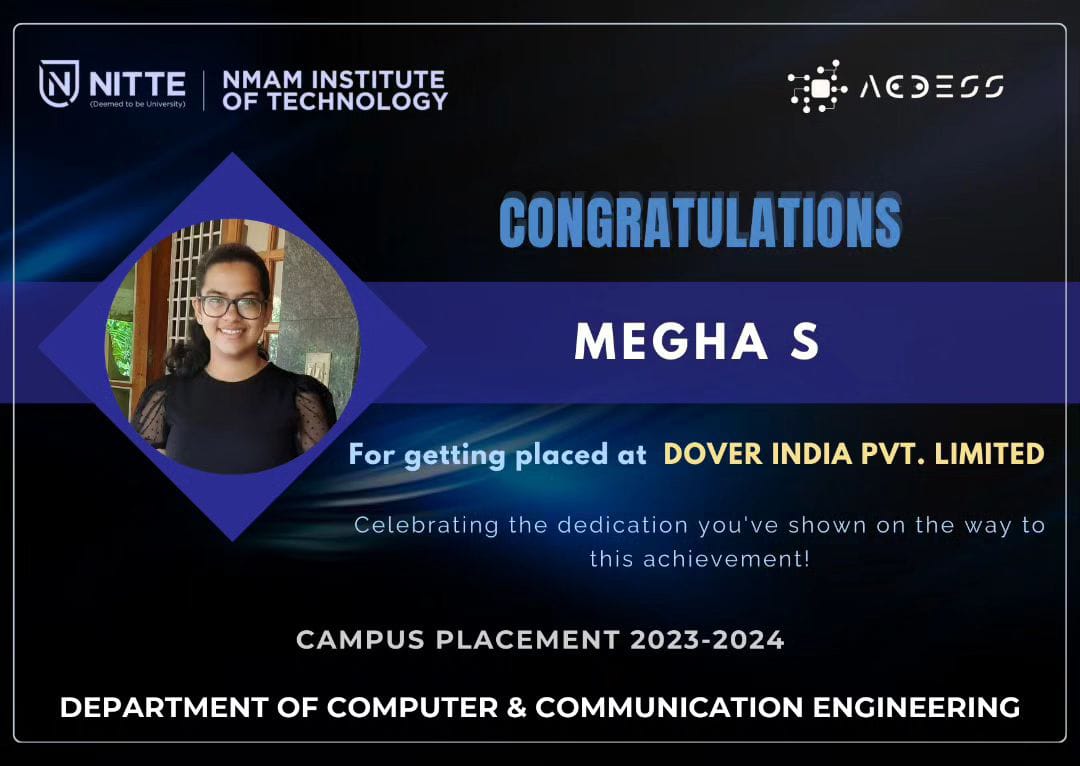 NITTE
(Deemed to be University)
NMAM INSTITUTE
OF TECHNOLOGY
ACDESS
CONGRATULATIONS
MEGHA S
For getting placed at DOVER INDIA PVT. LIMITED
Celebrating the dedication you've shown on the way to
this achievement!
CAMPUS PLACEMENT 2023-2024
DEPARTMENT OF COMPUTER & COMMUNICATION ENGINEERING